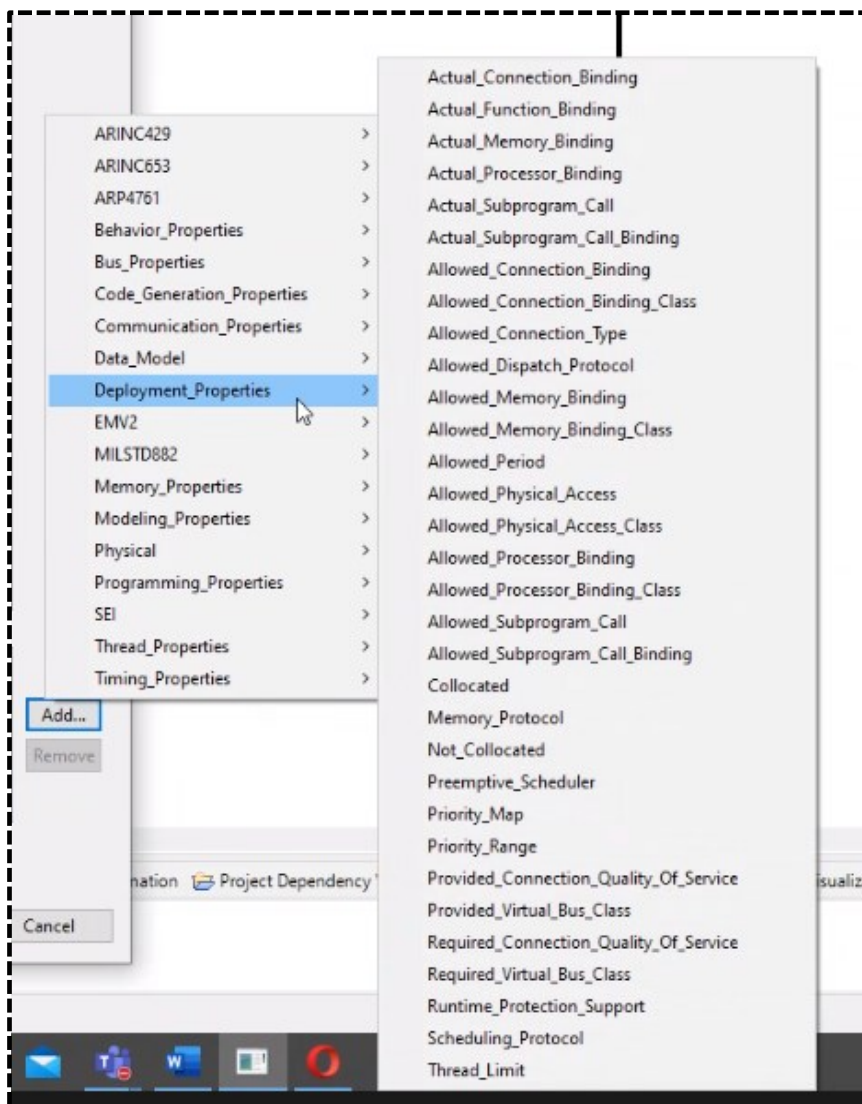 ARINC429
ARINC653
ARP4761
Behavior_Properties
Bus_Properties
Code_Generation_Properties
Communication_Properties
Data_Model
Deployment_Properties
EMV2
MILSTD882
Memory_Properties
Modeling_Properties
Physical
Programming_Properties
SEI
Thread_Properties
Timing_Properties
Actual_Connection_Binding
Actual_Function_Binding
Actual_Memory_Binding
Actual_Processor_Binding
Actual_Subprogram_Call
Actual_Subprogram_Call_Binding
Allowed_Connection_Binding
Allowed_Connection_Binding_Class
Allowed_Connection_Type
Allowed_Dispatch_Protocol
Allowed_Memory_Binding
Allowed_Memory_Binding_Class
Allowed_Period
Allowed_Physical_Access
Allowed_Physical_Access_Class
Allowed_Processor_Binding
Allowed_Processor_Binding_Class
Allowed_Subprogram_Call
Allowed_Subprogram_Call_Binding
Collocated
Memory_Protocol
Not_Collocated
Preemptive_Scheduler
Priority_Map
Priority_Range
Provided_Connection_Quality_Of_Service
Provided_Virtual_Bus_Class
Required_Connection_Quality_Of_Service
Required_Virtual_Bus_Class
Runtime_Protection_Support
Scheduling_Protocol
Thread_Limit
Add...
Remove
nation Project Dependency isualiz
Cancel